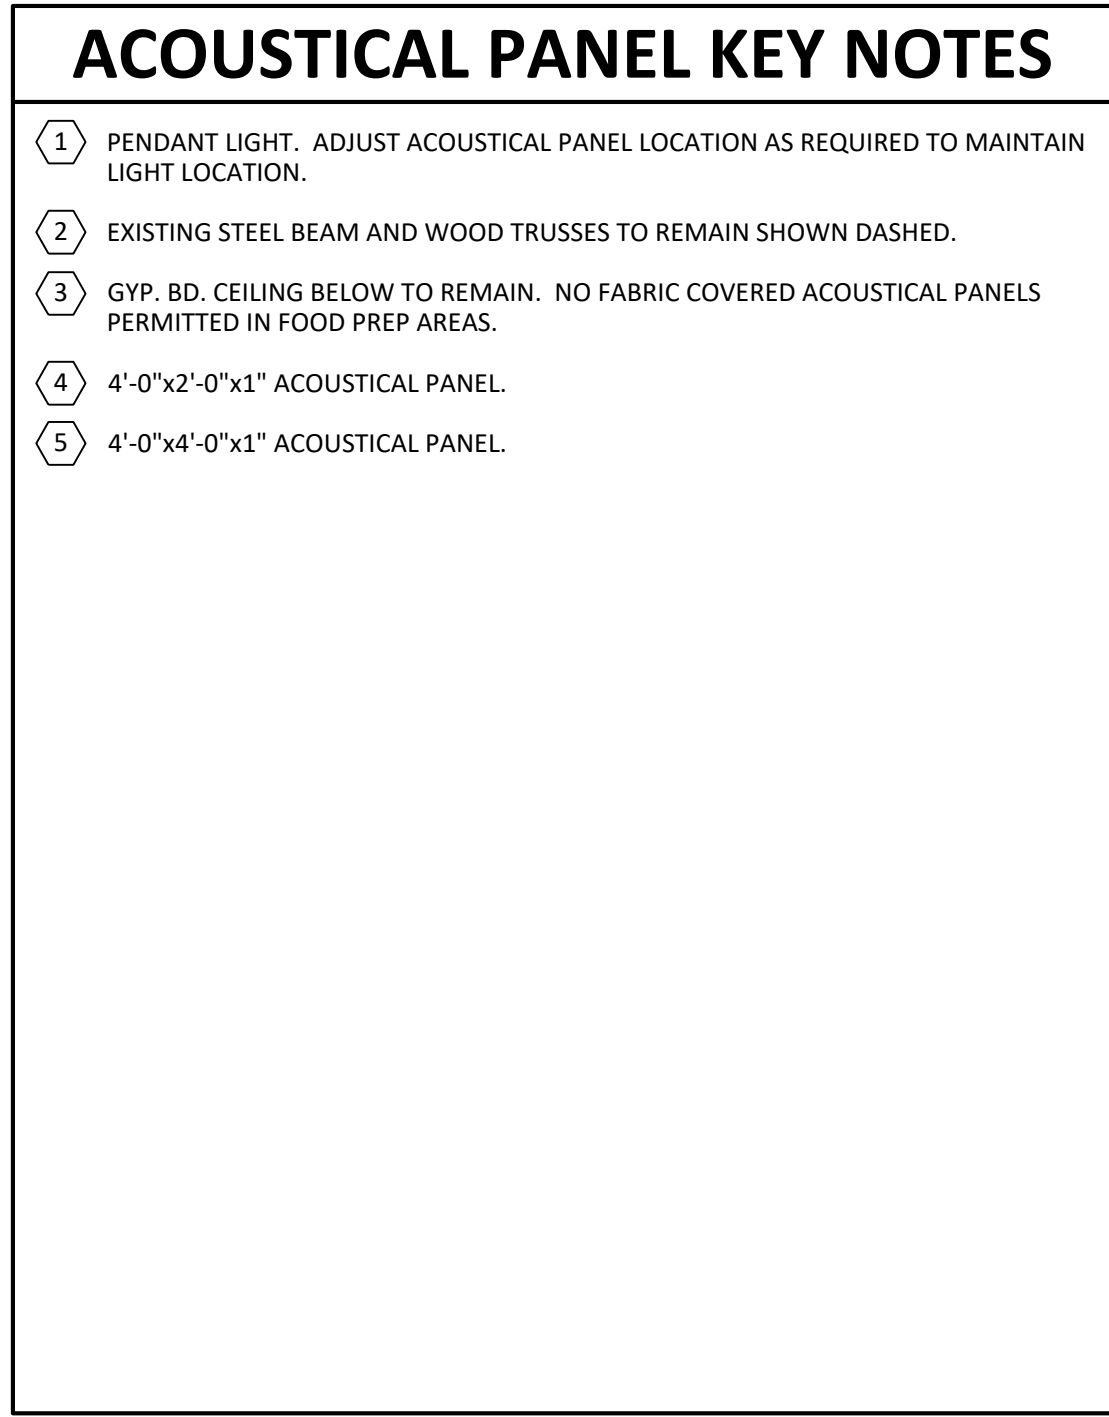 ACOUSTICAL PANEL KEY NOTES
1 PENDANT LIGHT.  ADJUST ACOUSTICAL PANEL LOCATION AS REQUIRED TO MAINTAIN
LIGHT LOCATION.
2 EXISTING STEEL BEAM AND WOOD TRUSSES TO REMAIN SHOWN DASHED.
3 GYP. BD. CEILING BELOW TO REMAIN.  NO FABRIC COVERED ACOUSTICAL PANELS
PERMITTED IN FOOD PREP AREAS.
4 4'-0"x2'-0"x1" ACOUSTICAL PANEL.
5 4'-0"x4'-0"x1" ACOUSTICAL PANEL.